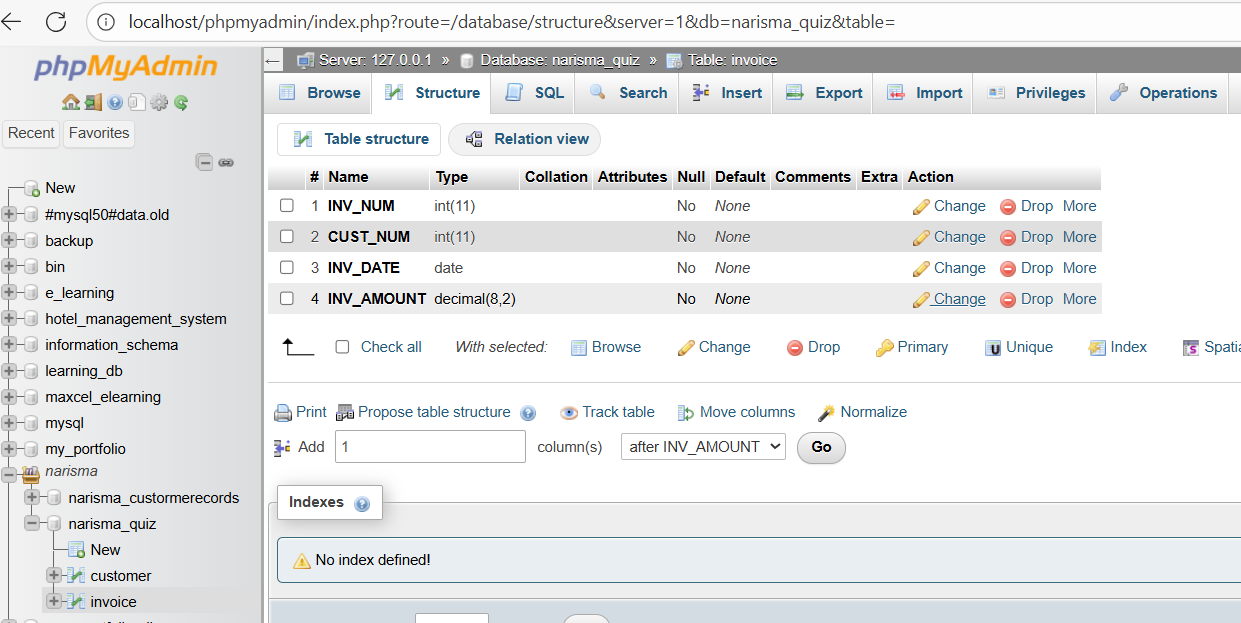 localhost/phpmyadmin/index.php?route=/database/structure&server=1&db=narisma_quiz&table=
phpMyAdmin
Recent Favorites
New
#mysql50#data.old
backup
bin
e_learning
hotel_management_system
information_schema
learning_db
maxcel_elearning
mysql
my_portfolio
narisma
narisma_custormerecords
narisma_quiz
New
customer
invoice
Server: 127.0.0.1 » Database: narisma_quiz » Table: invoice
Browse Structure SQL Search Insert Export Import Privileges Operations
Table structure Relation view
# Name Type Collation Attributes Null Default Comments Extra Action
1 INV_NUM int(11) No None Change Drop More
2 CUST_NUM int(11) No None Change Drop More
3 INV_DATE date No None Change Drop More
4 INV_AMOUNT decimal(8,2) No None Change Drop More
Check all With selected: Browse Change Drop Primary U Unique Index S
Print Propose table structure Track table Move columns Normalize
Add 1 column(s) after INV_AMOUNT Go
Indexes
No index defined!